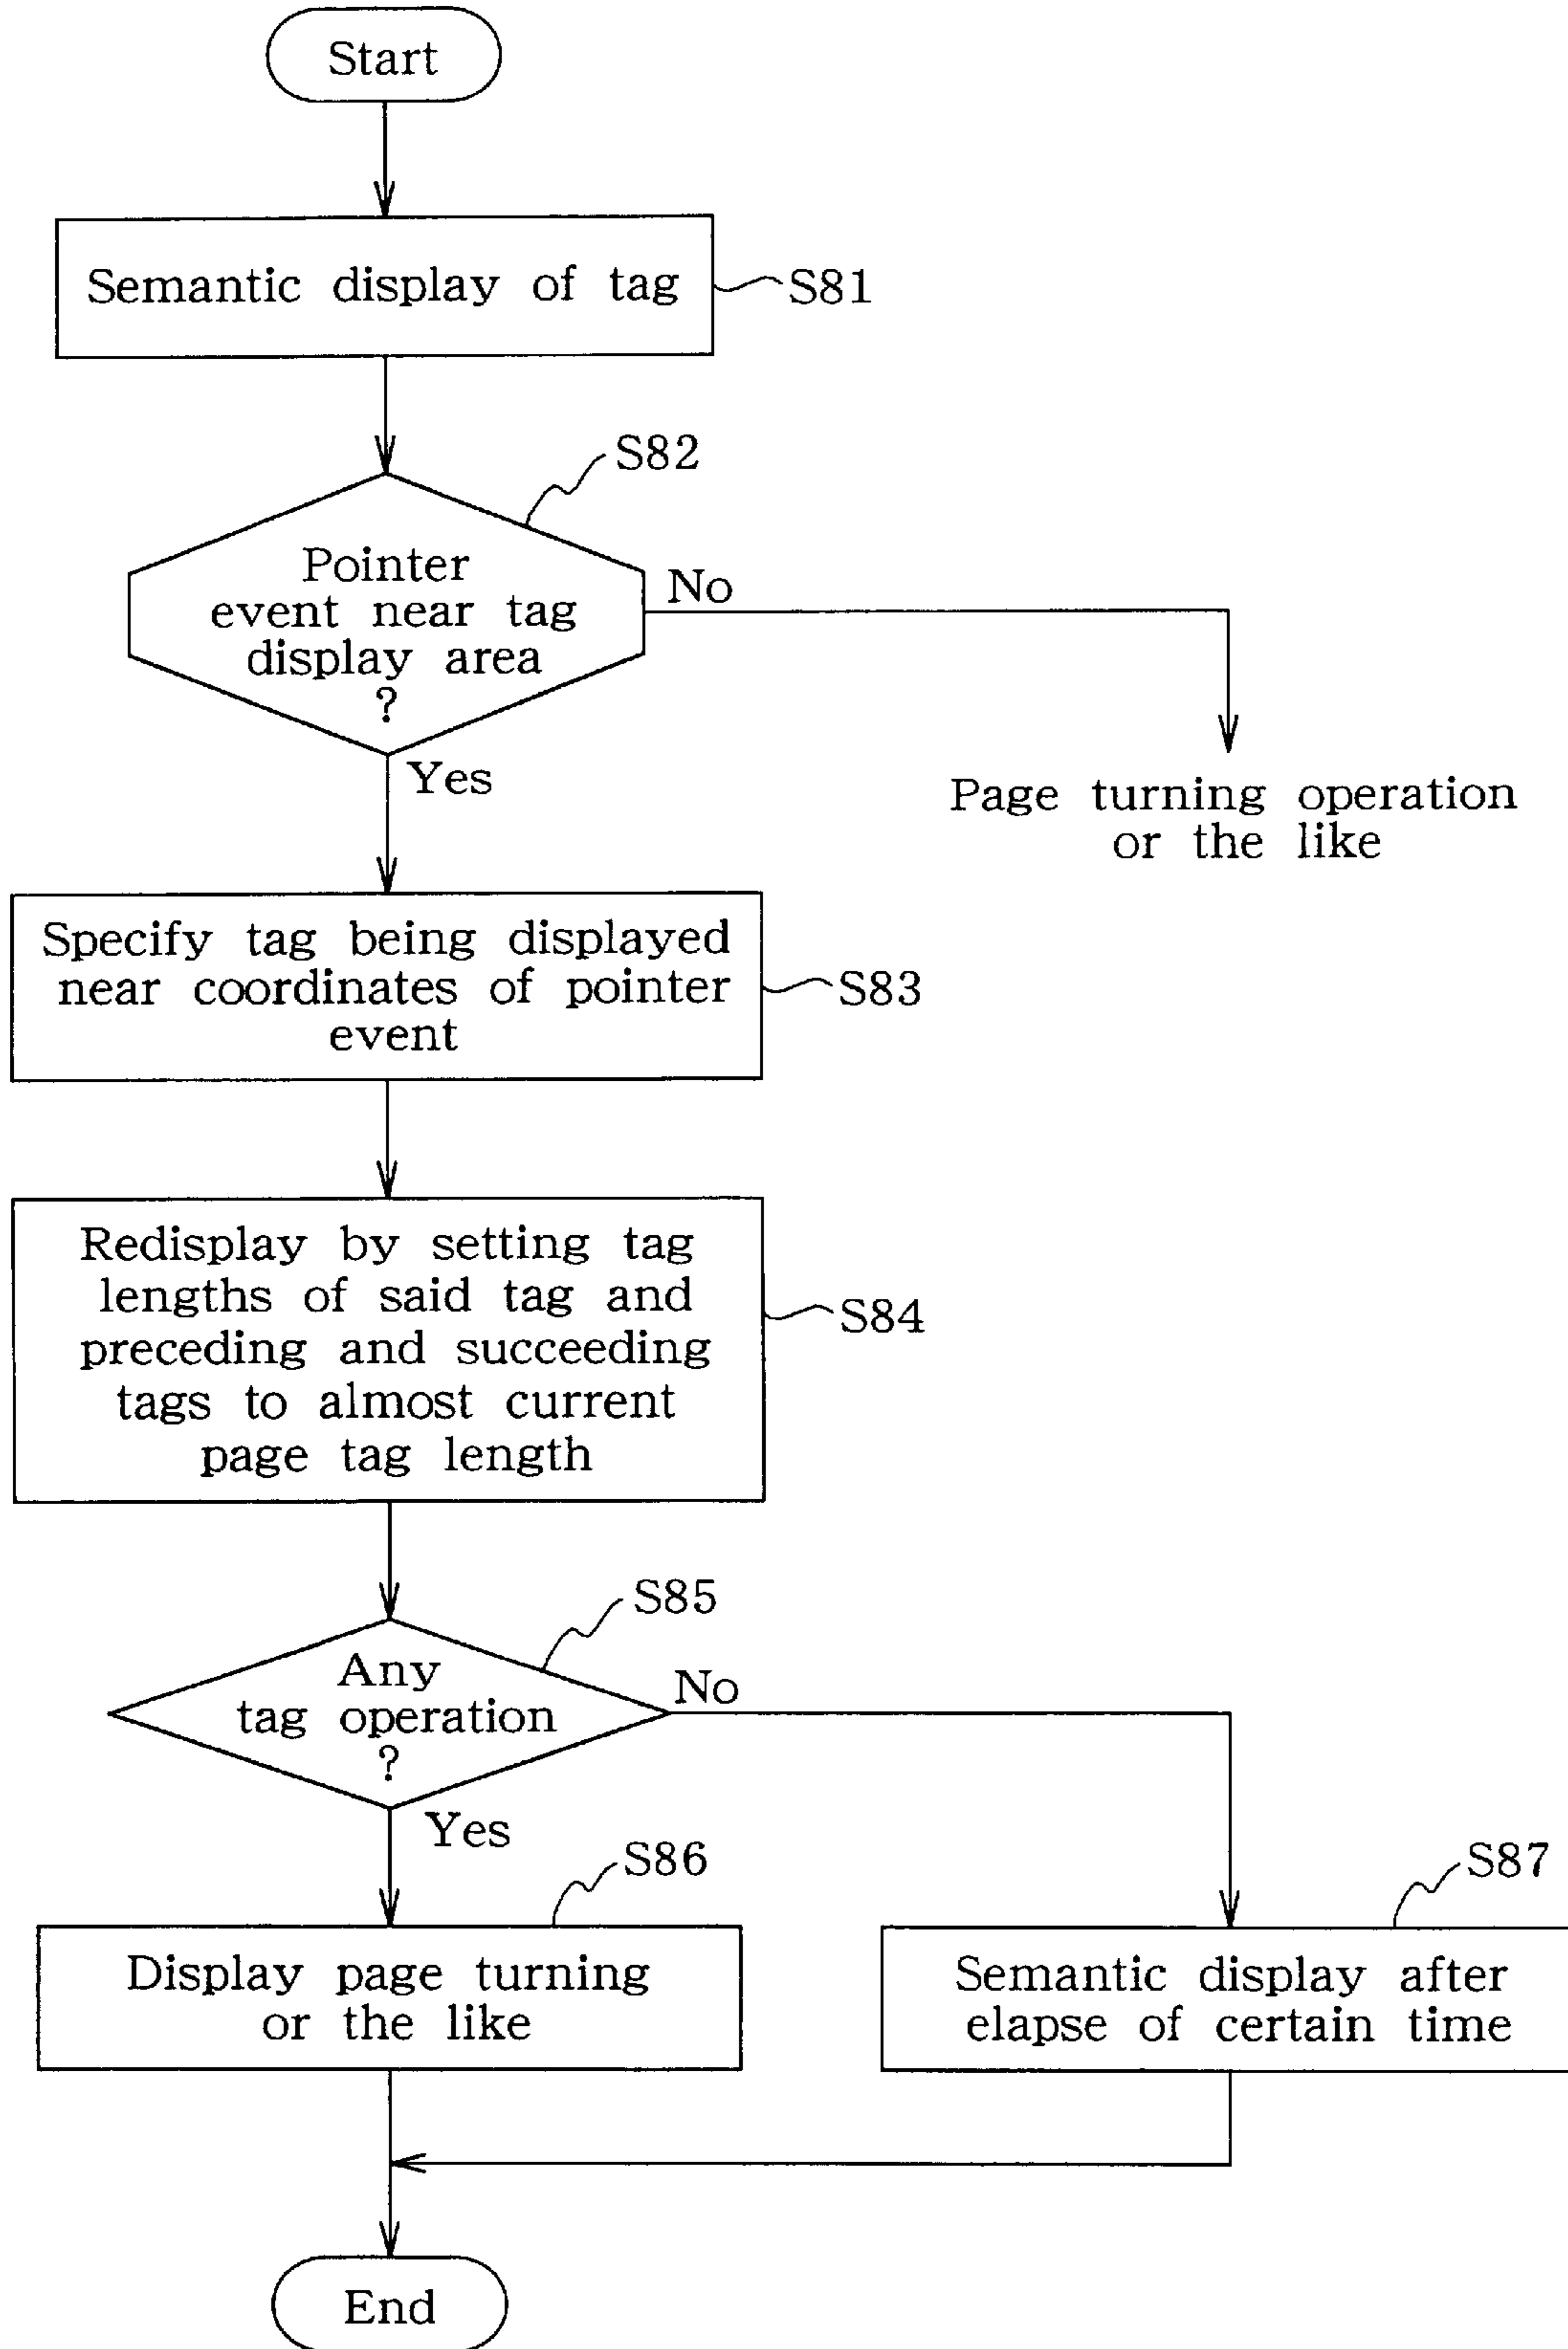 Start
Semantic display of tag
S81
S82
Pointer
event near tag
display area
?
No
Yes
Page turning operation
or the like
Specify tag being displayed
near coordinates of pointer
event
S83
Redisplay by setting tag
lengths of said tag and
preceding and succeeding
tags to almost current
page tag length
S84
S85
Any
tag operation
?
No
Yes
S86
Display page turning
or the like
S87
Semantic display after
elapse of certain time
End